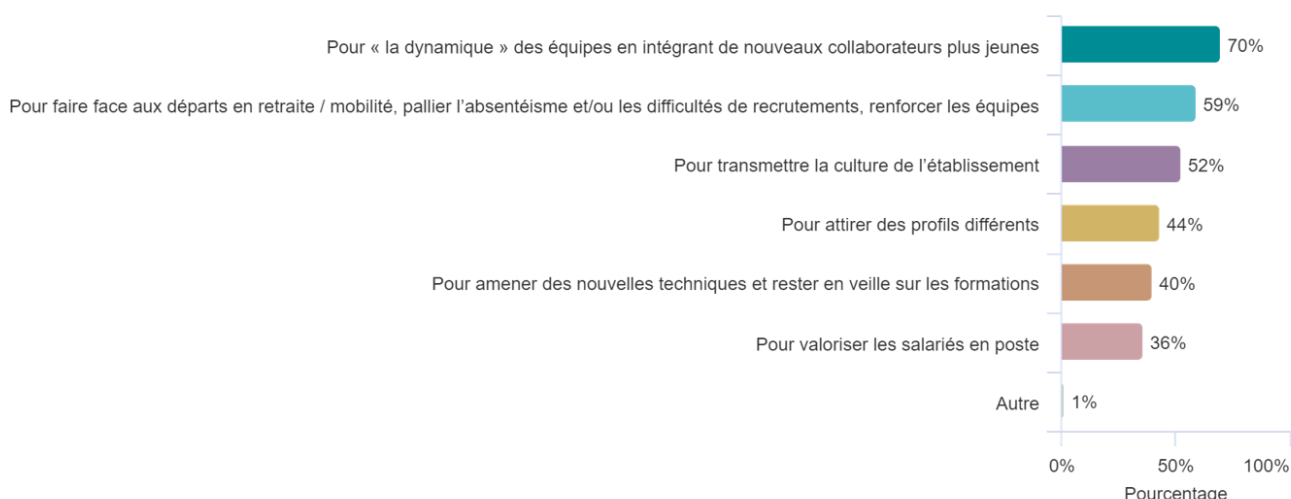 Pour « la dynamique » des équipes en intégrant de nouveaux collaborateurs plus jeunes 70%
Pour faire face aux départs en retraite / mobilité, pallier l’absentéisme et/ou les difficultés de recrutements, renforcer les équipes 59%
Pour transmettre la culture de l’établissement 52%
Pour attirer des profils différents 44%
Pour amener des nouvelles techniques et rester en veille sur les formations 40%
Pour valoriser les salariés en poste 36%
Autre 1%
0% 50% 100%
Pourcentage